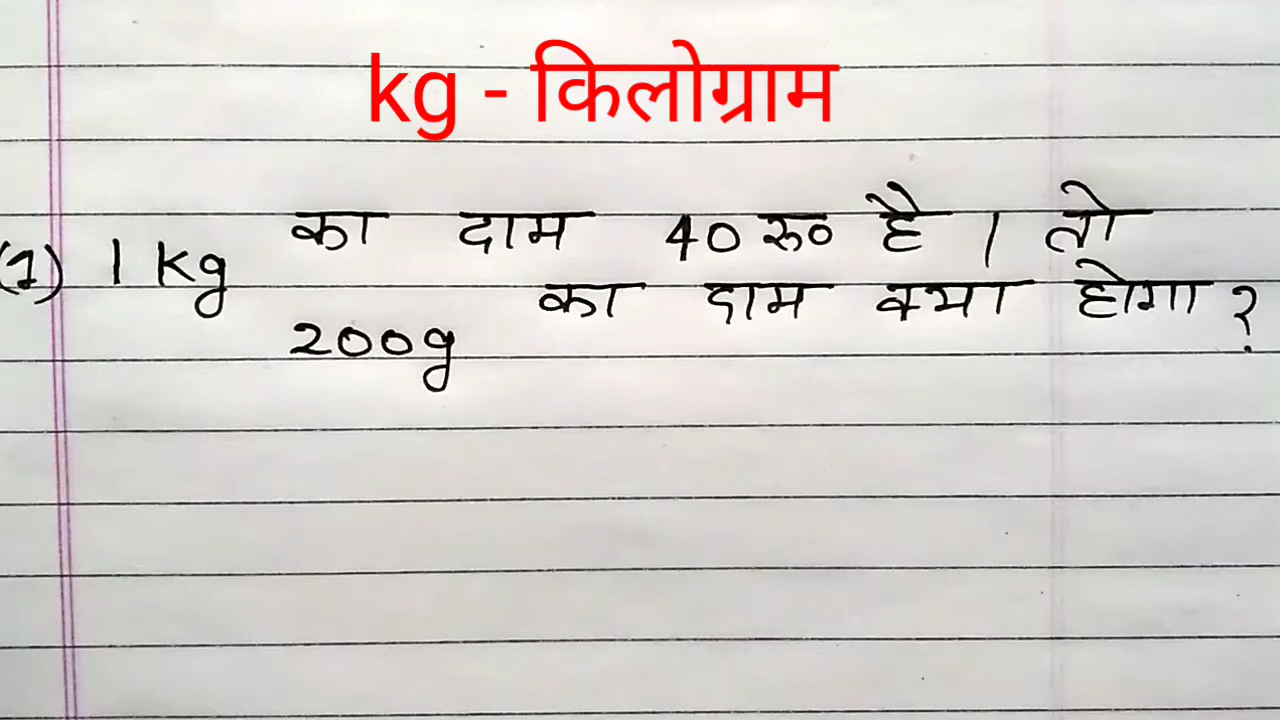 kg - किलोग्राम
(1) 1 kg का दाम 40 रु० है । तो
200g का दाम क्या होगा ?